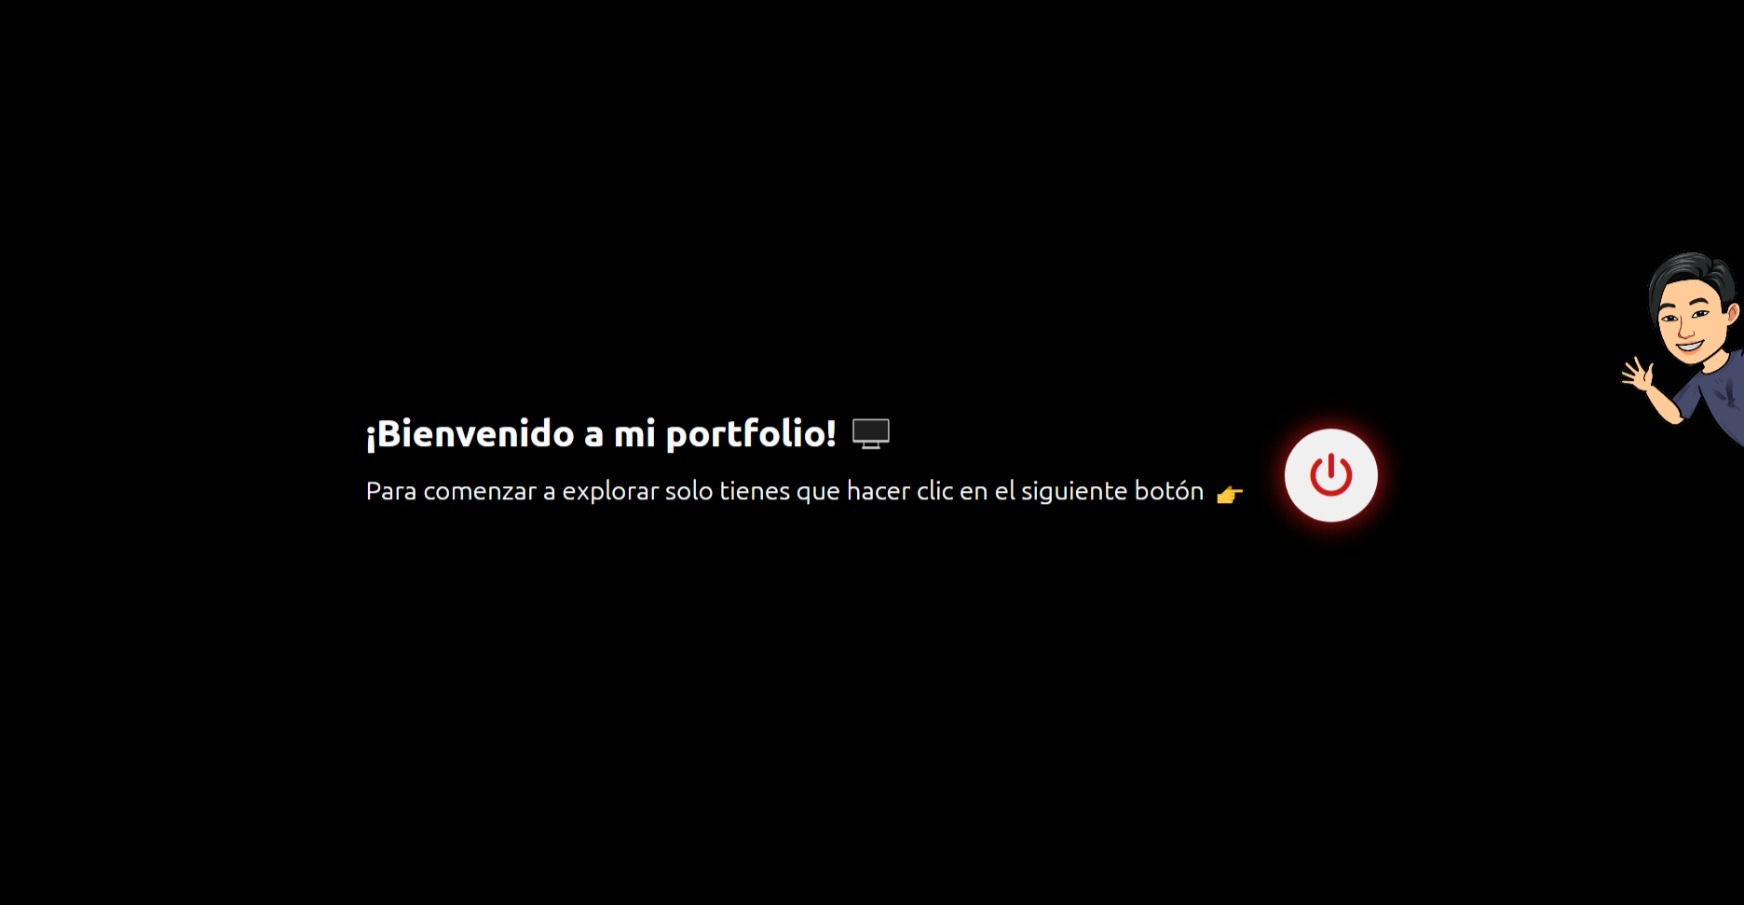 ¡Bienvenido a mi portfolio! 🖥️
Para comenzar a explorar solo tienes que hacer clic en el siguiente botón 👉